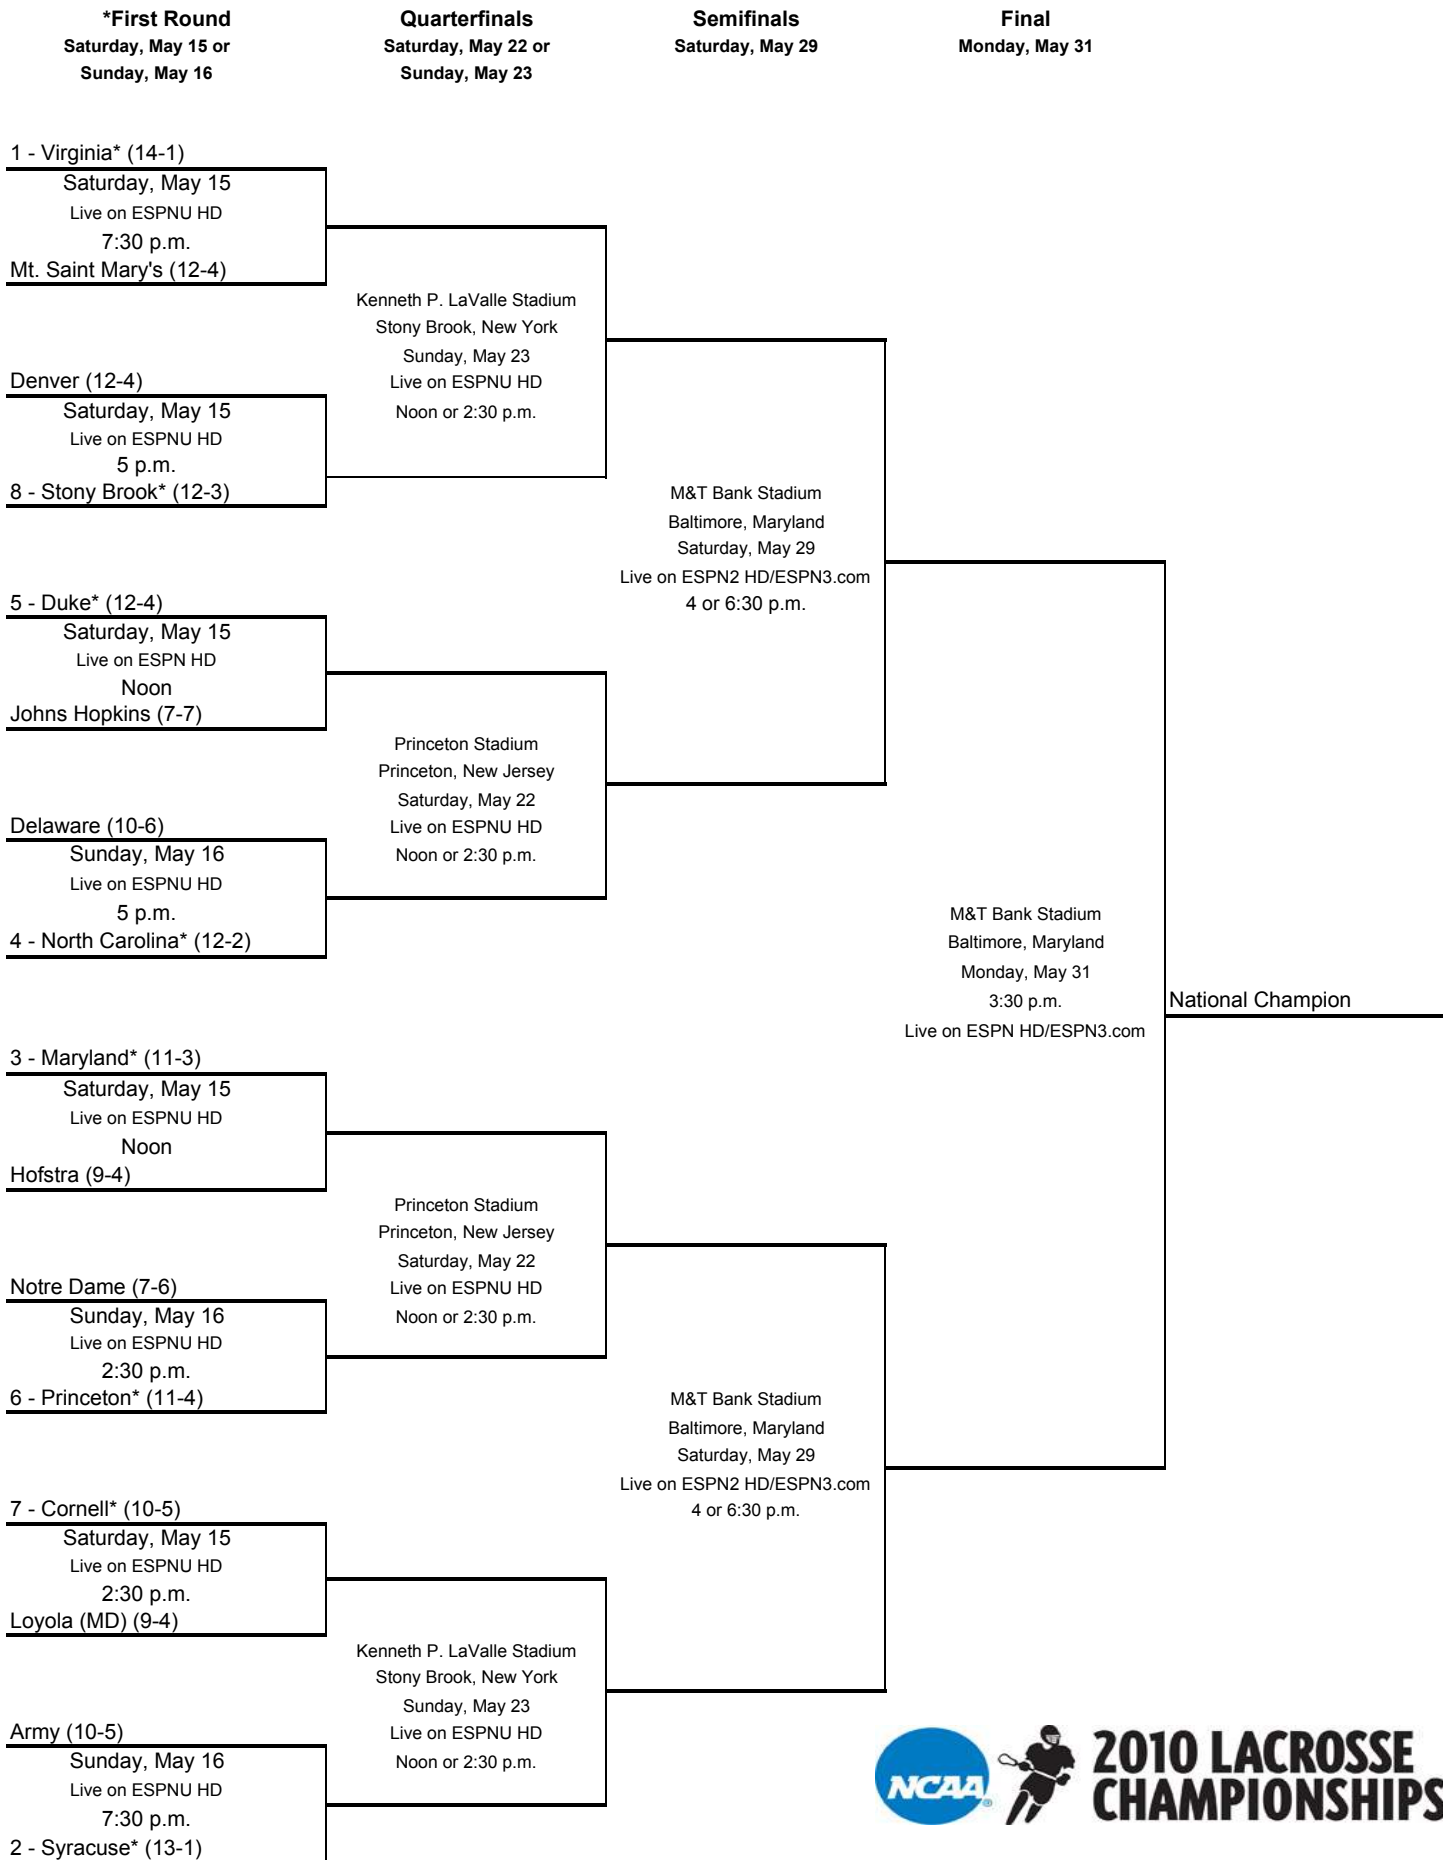 *First Round
Saturday, May 15 or
Sunday, May 16
Quarterfinals
Saturday, May 22 or
Sunday, May 23
Semifinals
Saturday, May 29
Final
Monday, May 31
1 - Virginia* (14-1)
Saturday, May 15
Live on ESPNU HD
7:30 p.m.
Mt. Saint Mary's (12-4)
Denver (12-4)
Saturday, May 15
Live on ESPNU HD
5 p.m.
8 - Stony Brook* (12-3)
5 - Duke* (12-4)
Saturday, May 15
Live on ESPN HD
Noon
Johns Hopkins (7-7)
Delaware (10-6)
Sunday, May 16
Live on ESPNU HD
5 p.m.
4 - North Carolina* (12-2)
3 - Maryland* (11-3)
Saturday, May 15
Live on ESPNU HD
Noon
Hofstra (9-4)
Notre Dame (7-6)
Sunday, May 16
Live on ESPNU HD
2:30 p.m.
6 - Princeton* (11-4)
7 - Cornell* (10-5)
Saturday, May 15
Live on ESPNU HD
2:30 p.m.
Loyola (MD) (9-4)
Army (10-5)
Sunday, May 16
Live on ESPNU HD
7:30 p.m.
2 - Syracuse* (13-1)
Kenneth P. LaValle Stadium
Stony Brook, New York
Sunday, May 23
Live on ESPNU HD
Noon or 2:30 p.m.
Princeton Stadium
Princeton, New Jersey
Saturday, May 22
Live on ESPNU HD
Noon or 2:30 p.m.
Princeton Stadium
Princeton, New Jersey
Saturday, May 22
Live on ESPNU HD
Noon or 2:30 p.m.
Kenneth P. LaValle Stadium
Stony Brook, New York
Sunday, May 23
Live on ESPNU HD
Noon or 2:30 p.m.
M&T Bank Stadium
Baltimore, Maryland
Saturday, May 29
Live on ESPN2 HD/ESPN3.com
4 or 6:30 p.m.
M&T Bank Stadium
Baltimore, Maryland
Saturday, May 29
Live on ESPN2 HD/ESPN3.com
4 or 6:30 p.m.
M&T Bank Stadium
Baltimore, Maryland
Monday, May 31
3:30 p.m.
Live on ESPN HD/ESPN3.com
National Champion
NCAA®
2010 LACROSSE
CHAMPIONSHIPS